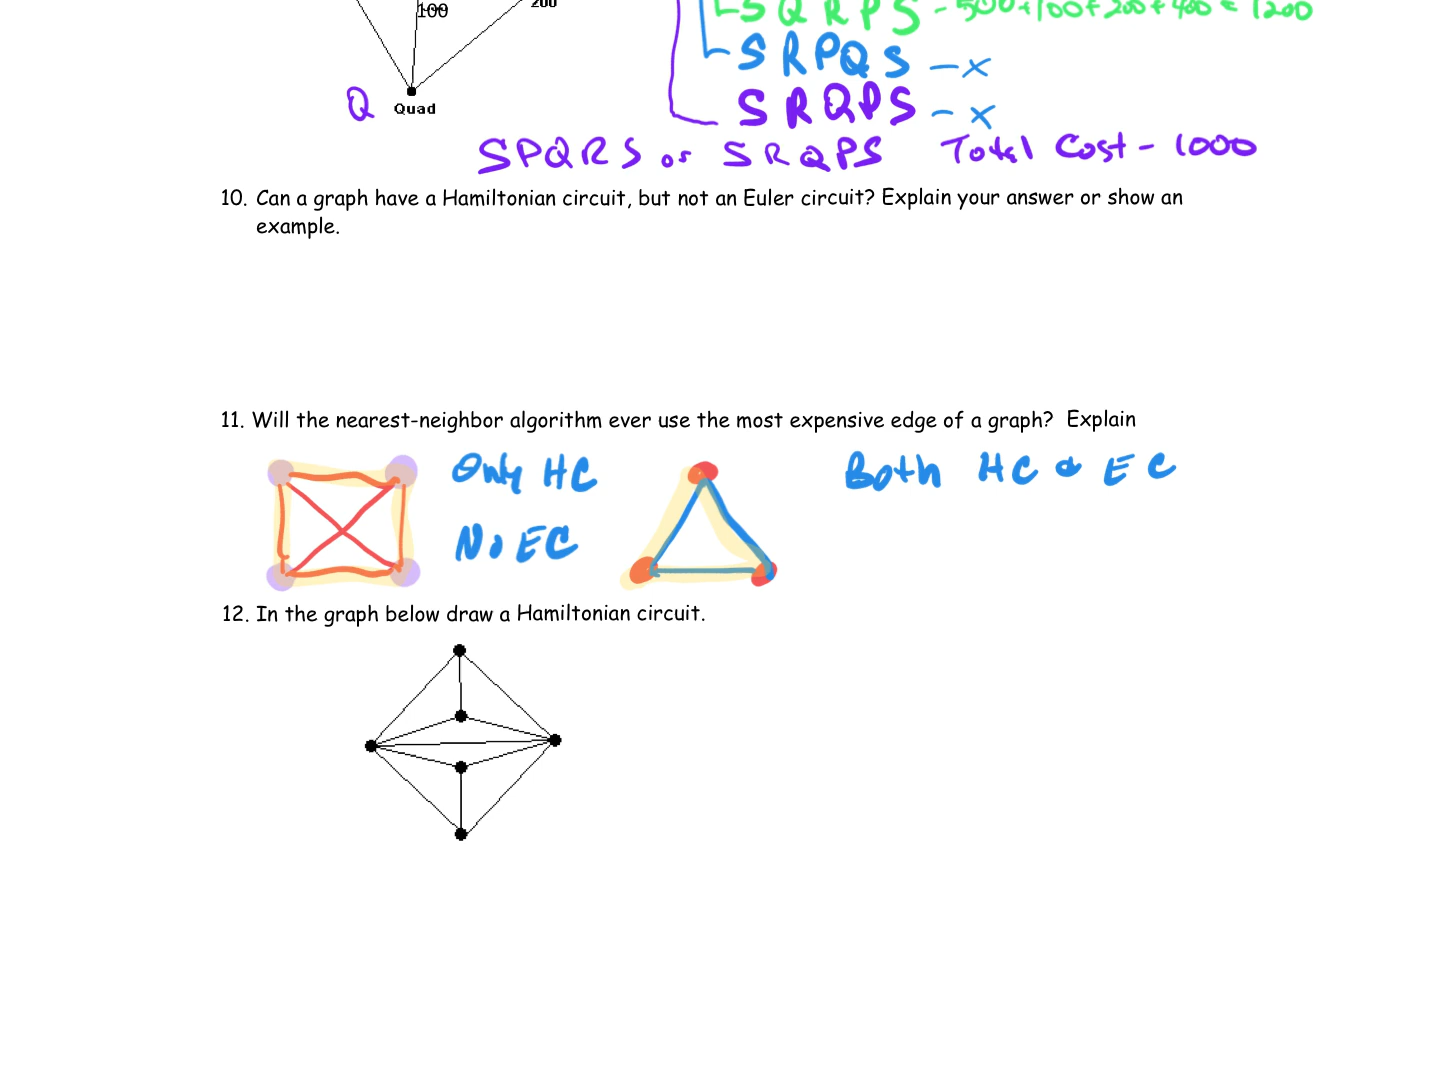 100
200
S Q R P S - 500 + 100 + 200 + 400 = 1200
S R P Q S - x
Q Quad
S R Q P S - x
SPQRS or SRQPS Total Cost - 1000
10. Can a graph have a Hamiltonian circuit, but not an Euler circuit? Explain your answer or show an
example.
11. Will the nearest-neighbor algorithm ever use the most expensive edge of a graph? Explain
Only HC
Both HC & EC
No EC
12. In the graph below draw a Hamiltonian circuit.